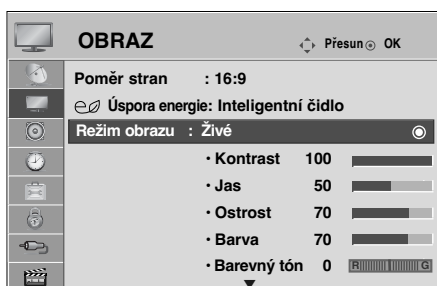 OBRAZ Přesun OK
Poměr stran : 16:9
Úspora energie: Inteligentní čidlo
Režim obrazu : Živé
• Kontrast 100
• Jas 50
• Ostrost 70
• Barva 70
• Barevný tón 0 R G